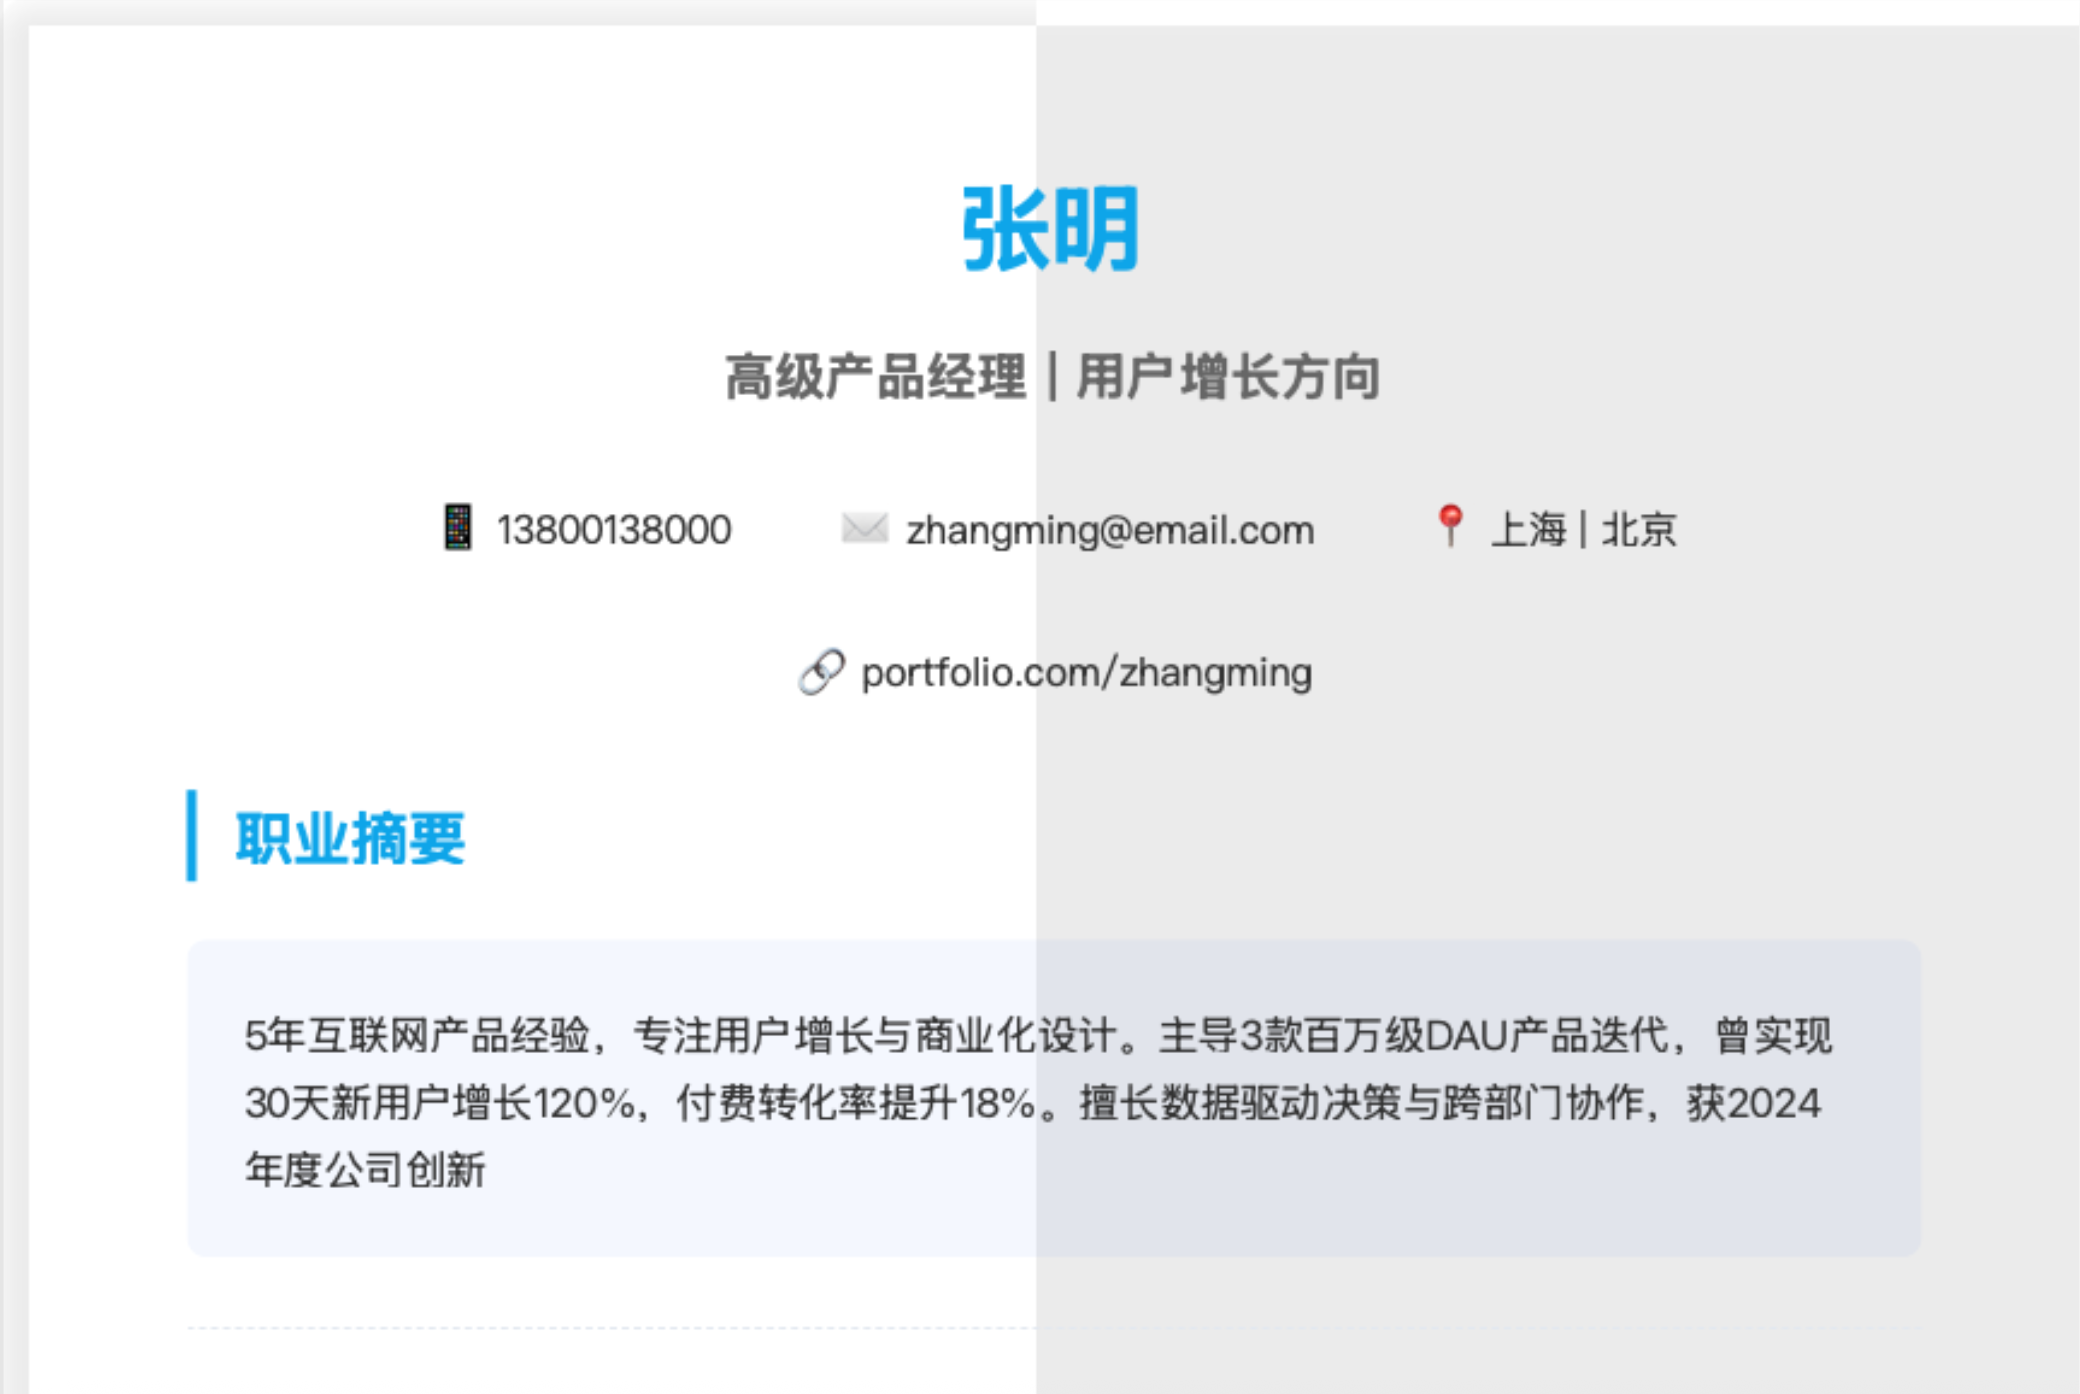 张明
高级产品经理 | 用户增长方向
13800138000 zhangming@email.com 上海 | 北京
portfolio.com/zhangming
职业摘要
5年互联网产品经验，专注用户增长与商业化设计。主导3款百万级DAU产品迭代，曾实现
30天新用户增长120%，付费转化率提升18%。擅长数据驱动决策与跨部门协作，获2024
年度公司创新